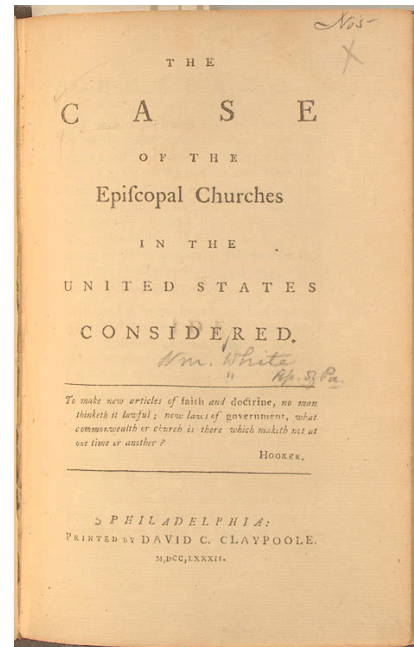 No 5
X
THE
CASE
OF THE
Epiſcopal Churches
IN THE
UNITED STATES
CONSIDERED.
Wm. White
Bp. of Pa.
To make new articles of faith and doctrine, no man
thinketh it lawful; new laws of government, what
commonwealth or church is there which maketh not at
one time or another?
HOOKER.
PHILADELPHIA:
PRINTED BY DAVID C. CLAYPOOLE.
M,DCC,LXXXII.